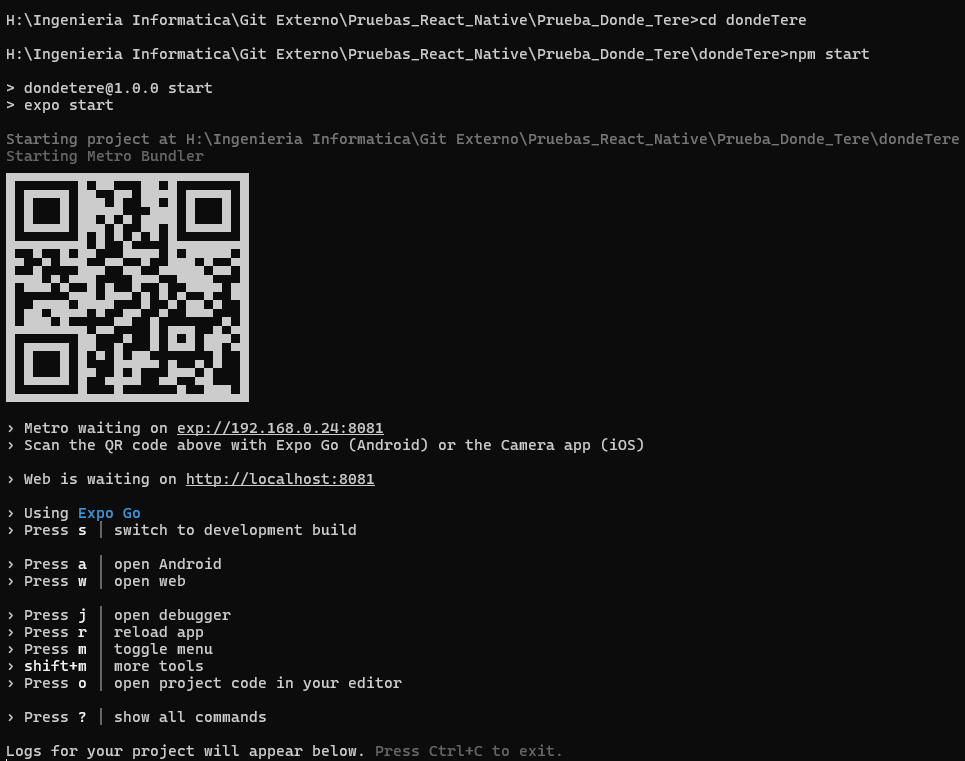 H:\Ingenieria Informatica\Git Externo\Pruebas_React_Native\Prueba_Donde_Tere>cd dondeTere
H:\Ingenieria Informatica\Git Externo\Pruebas_React_Native\Prueba_Donde_Tere\dondeTere>npm start
> dondetere@1.0.0 start
> expo start
Starting project at H:\Ingenieria Informatica\Git Externo\Pruebas_React_Native\Prueba_Donde_Tere\dondeTere
Starting Metro Bundler
› Metro waiting on exp://192.168.0.24:8081
› Scan the QR code above with Expo Go (Android) or the Camera app (iOS)
› Web is waiting on http://localhost:8081
› Using Expo Go
› Press s │ switch to development build
› Press a │ open Android
› Press w │ open web
› Press j │ open debugger
› Press r │ reload app
› Press m │ toggle menu
› shift+m │ more tools
› Press o │ open project code in your editor
› Press ? │ show all commands
Logs for your project will appear below. Press Ctrl+C to exit.